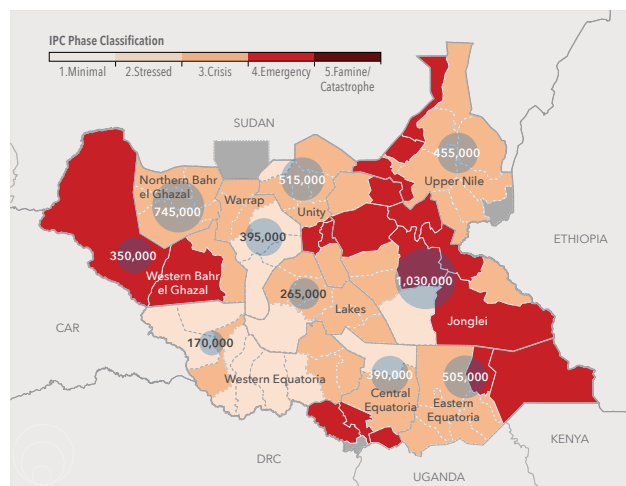 IPC Phase Classification
1.Minimal
2.Stressed
3.Crisis
4.Emergency
5.Famine/
Catastrophe
SUDAN
455,000
Upper Nile
Northern Bahr
el Ghazal
745,000
Warrap
515,000
Unity
395,000
ETHIOPIA
350,000
Western Bahr
el Ghazal
1,030,000
265,000
Lakes
Jonglei
CAR
170,000
Western Equatoria
390,000
Central
Equatoria
505,000
Eastern
Equatoria
KENYA
DRC
UGANDA